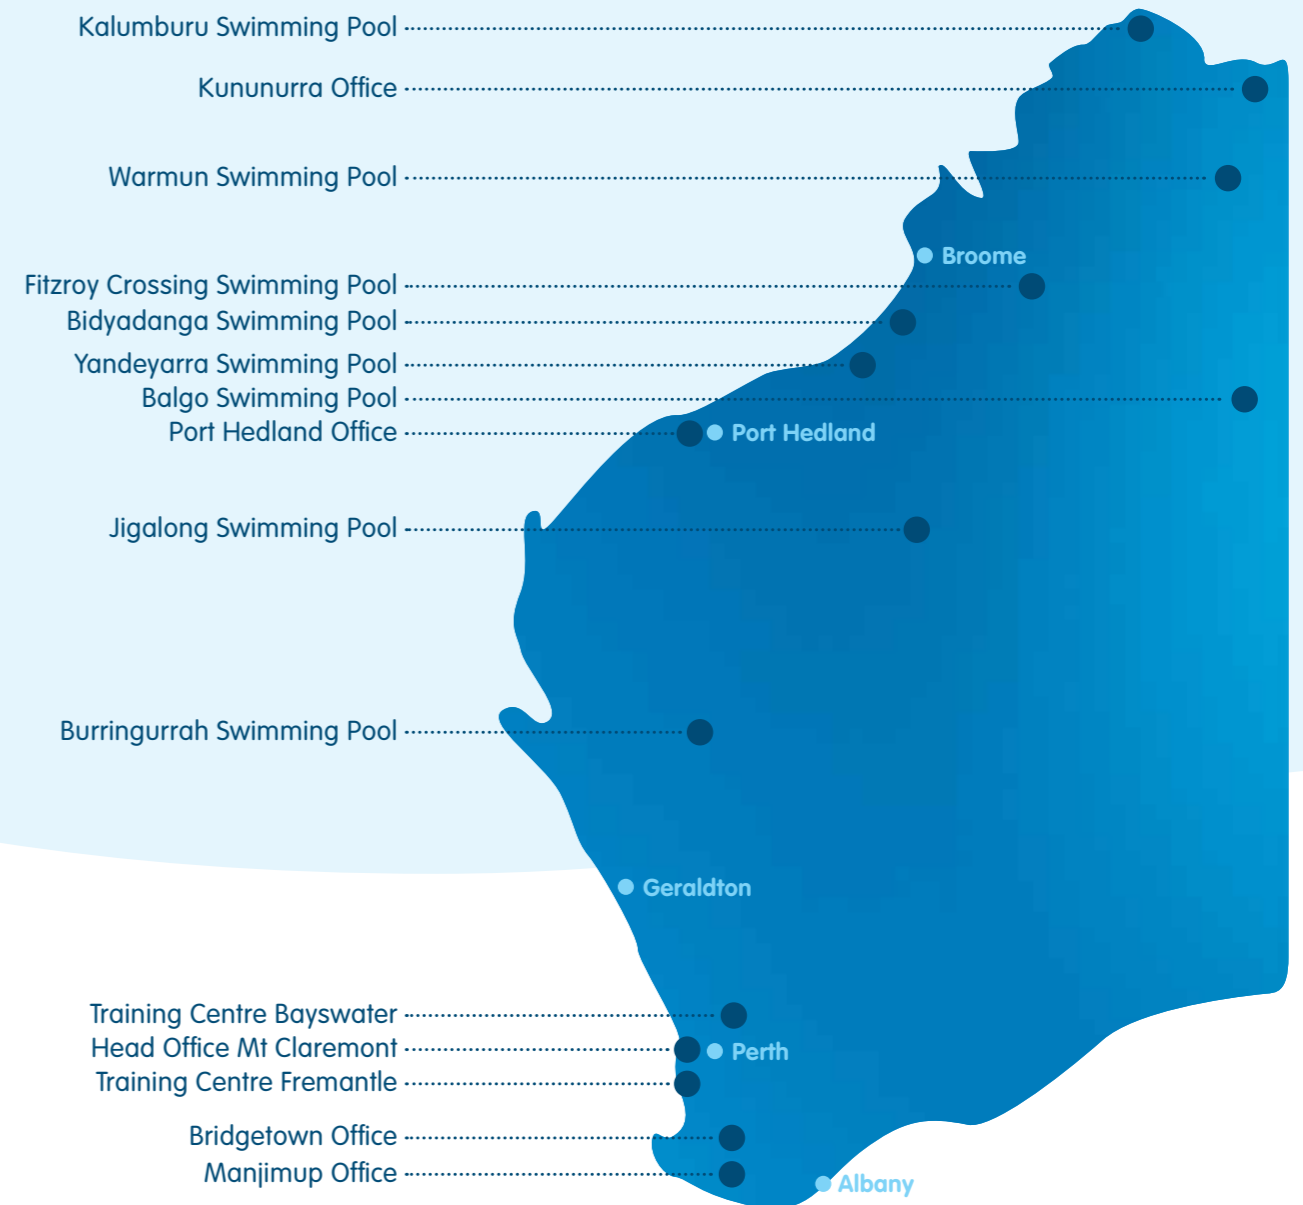 Kalumburu Swimming Pool
Kununurra Office
Warmun Swimming Pool
Broome
Fitzroy Crossing Swimming Pool
Bidyadanga Swimming Pool
Yandeyarra Swimming Pool
Balgo Swimming Pool
Port Hedland Office
Port Hedland
Jigalong Swimming Pool
Burringurrah Swimming Pool
Geraldton
Training Centre Bayswater
Head Office Mt Claremont
Perth
Training Centre Fremantle
Bridgetown Office
Manjimup Office
Albany